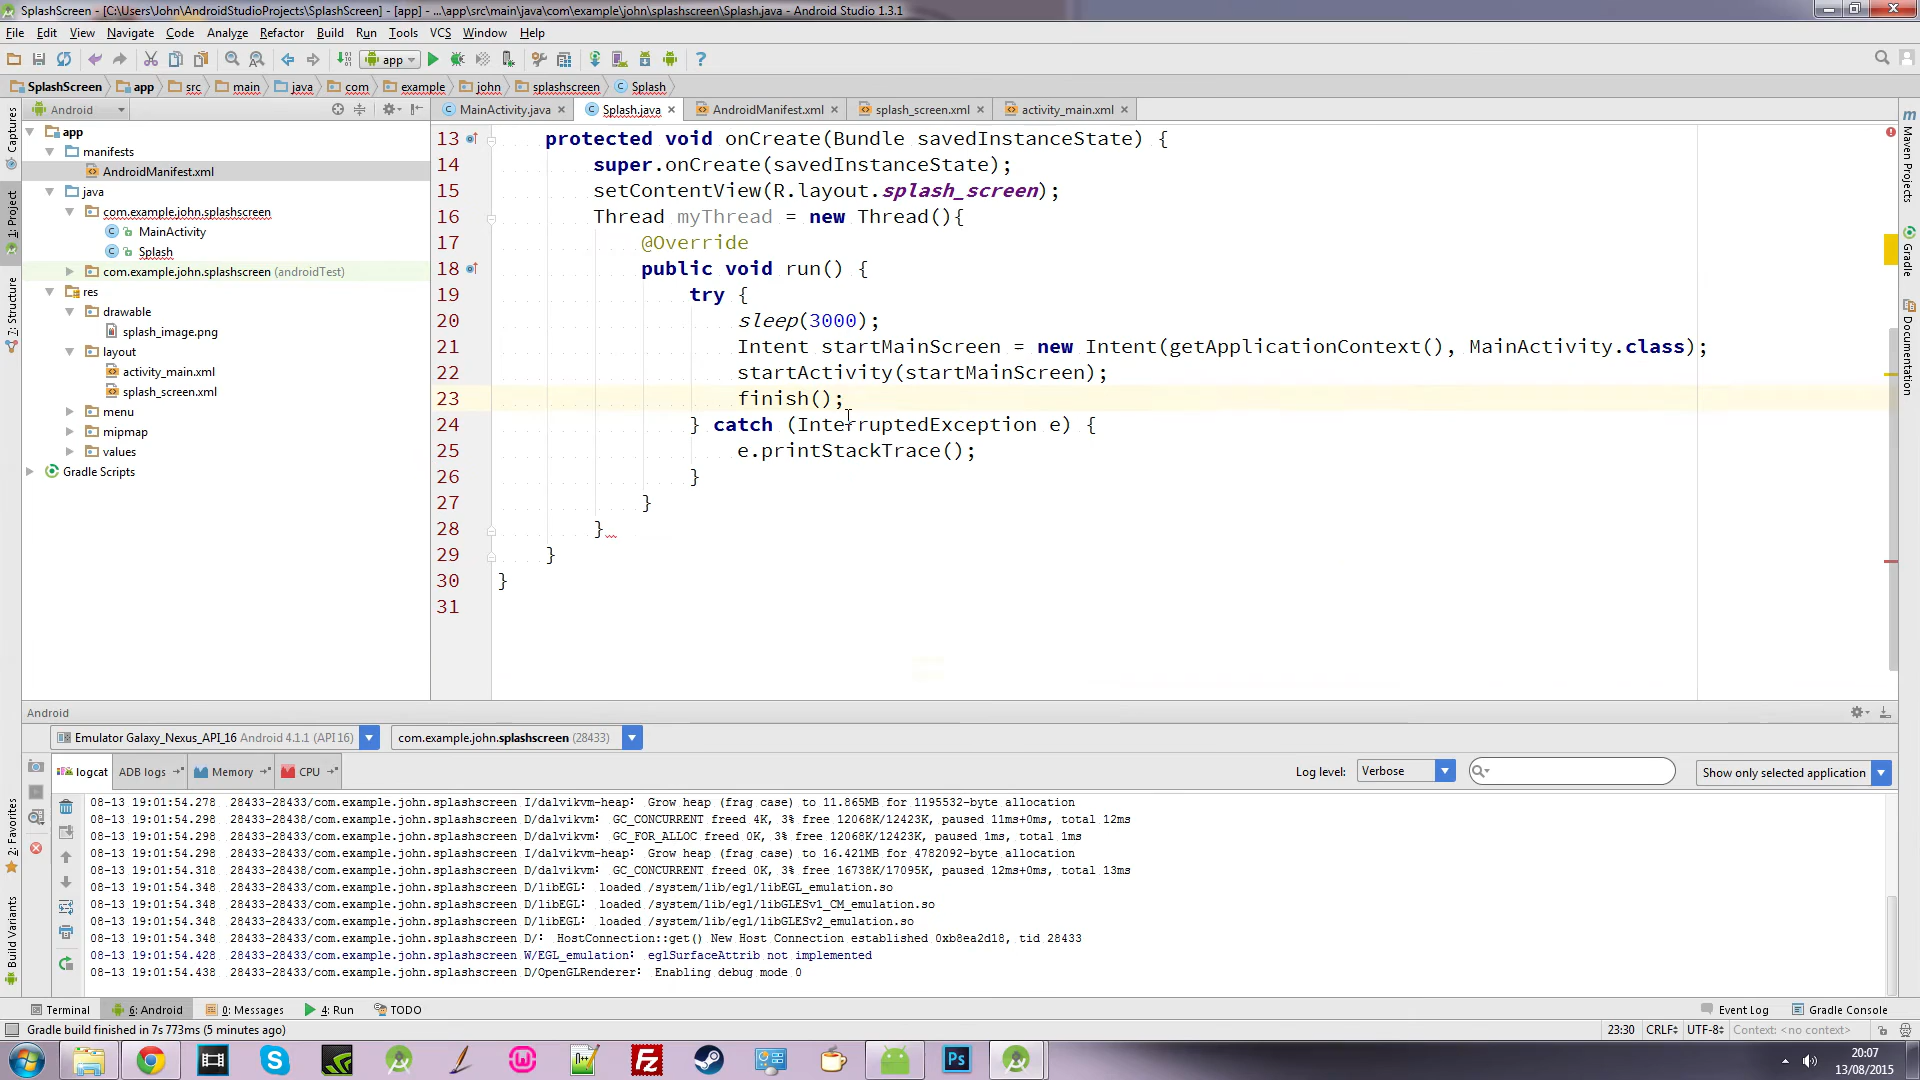 SplashScreen - [C:\Users\John\AndroidStudioProjects\SplashScreen] - [app] - ...\app\src\main\java\com\example\john\splashscreen\Splash.java - Android Studio 1.3.1
File Edit View Navigate Code Analyze Refactor Build Run Tools VCS Window Help
app
SplashScreen app src main java com example john splashscreen Splash
Android
MainActivity.java Splash.java AndroidManifest.xml splash_screen.xml activity_main.xml
app
manifests
AndroidManifest.xml
java
com.example.john.splashscreen
MainActivity
Splash
com.example.john.splashscreen (androidTest)
res
drawable
splash_image.png
layout
activity_main.xml
splash_screen.xml
menu
mipmap
values
Gradle Scripts
Captures
1: Project
7: Structure
2: Favorites
Build Variants
13 protected void onCreate(Bundle savedInstanceState) {
14 super.onCreate(savedInstanceState);
15 setContentView(R.layout.splash_screen);
16 Thread myThread = new Thread(){
17 @Override
18 public void run() {
19 try {
20 sleep(3000);
21 Intent startMainScreen = new Intent(getApplicationContext(), MainActivity.class);
22 startActivity(startMainScreen);
23 finish();
24 } catch (InterruptedException e) {
25 e.printStackTrace();
26 }
27 }
28 }
29 }
30 }
31
Maven Projects
Gradle
Documentation
Android
Emulator Galaxy_Nexus_API_16 Android 4.1.1 (API 16) com.example.john.splashscreen (28433)
logcat ADB logs Memory CPU Log level: Verbose Show only selected application
08-13 19:01:54.278 28433-28433/com.example.john.splashscreen I/dalvikvm-heap: Grow heap (frag case) to 11.865MB for 1195532-byte allocation
08-13 19:01:54.298 28433-28438/com.example.john.splashscreen D/dalvikvm: GC_CONCURRENT freed 4K, 3% free 12068K/12423K, paused 11ms+0ms, total 12ms
08-13 19:01:54.298 28433-28433/com.example.john.splashscreen D/dalvikvm: GC_FOR_ALLOC freed 0K, 3% free 12068K/12423K, paused 1ms, total 1ms
08-13 19:01:54.298 28433-28433/com.example.john.splashscreen I/dalvikvm-heap: Grow heap (frag case) to 16.421MB for 4782092-byte allocation
08-13 19:01:54.318 28433-28438/com.example.john.splashscreen D/dalvikvm: GC_CONCURRENT freed 0K, 3% free 16738K/17095K, paused 12ms+0ms, total 13ms
08-13 19:01:54.348 28433-28433/com.example.john.splashscreen D/libEGL: loaded /system/lib/egl/libEGL_emulation.so
08-13 19:01:54.348 28433-28433/com.example.john.splashscreen D/libEGL: loaded /system/lib/egl/libGLESv1_CM_emulation.so
08-13 19:01:54.348 28433-28433/com.example.john.splashscreen D/libEGL: loaded /system/lib/egl/libGLESv2_emulation.so
08-13 19:01:54.348 28433-28433/com.example.john.splashscreen D/: HostConnection::get() New Host Connection established 0xb8ea2d18, tid 28433
08-13 19:01:54.428 28433-28433/com.example.john.splashscreen W/EGL_emulation: eglSurfaceAttrib not implemented
08-13 19:01:54.438 28433-28433/com.example.john.splashscreen D/OpenGLRenderer: Enabling debug mode 0
Terminal 6: Android 0: Messages 4: Run TODO Event Log Gradle Console
Gradle build finished in 7s 773ms (5 minutes ago) 23:30 CRLF UTF-8 Context: <no context>
Ps
20:07
13/08/2015